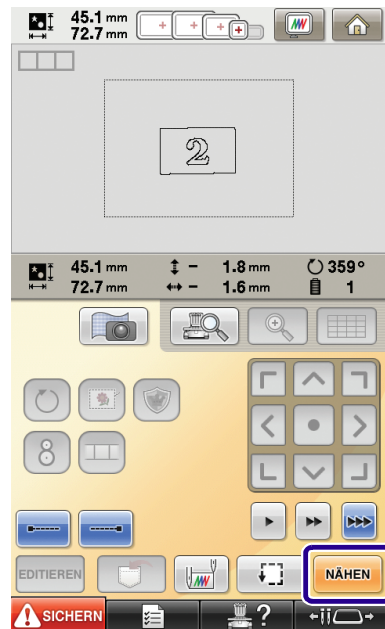 45.1 mm
72.7 mm
2
45.1 mm - 1.8 mm 359°
72.7 mm - 1.6 mm 1
8
EDITIEREN
NÄHEN
SICHERN
?